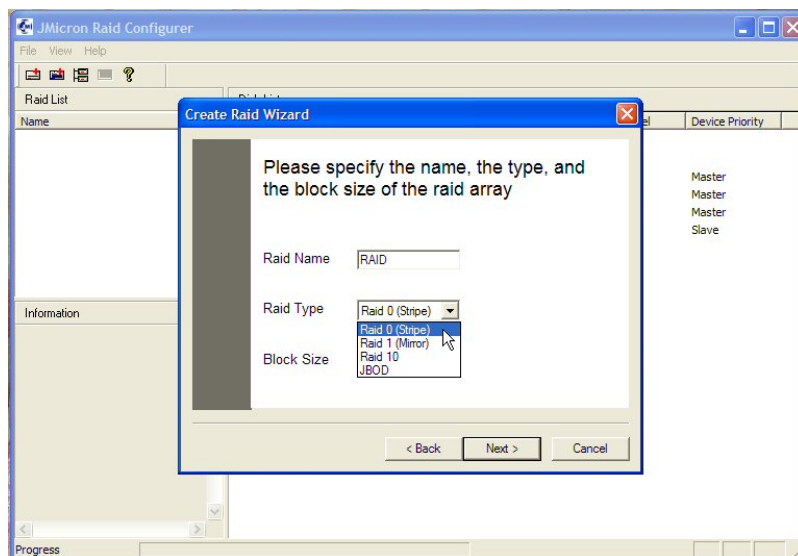 JMicron Raid Configurer
File View Help
Raid List
Name
Device Priority
Master
Master
Master
Slave
Information
Progress
Create Raid Wizard
Please specify the name, the type, and
the block size of the raid array
Raid Name
RAID
Raid Type
Raid 0 (Stripe)
Raid 0 (Stripe)
Raid 1 (Mirror)
Raid 10
JBOD
Block Size
< Back
Next >
Cancel